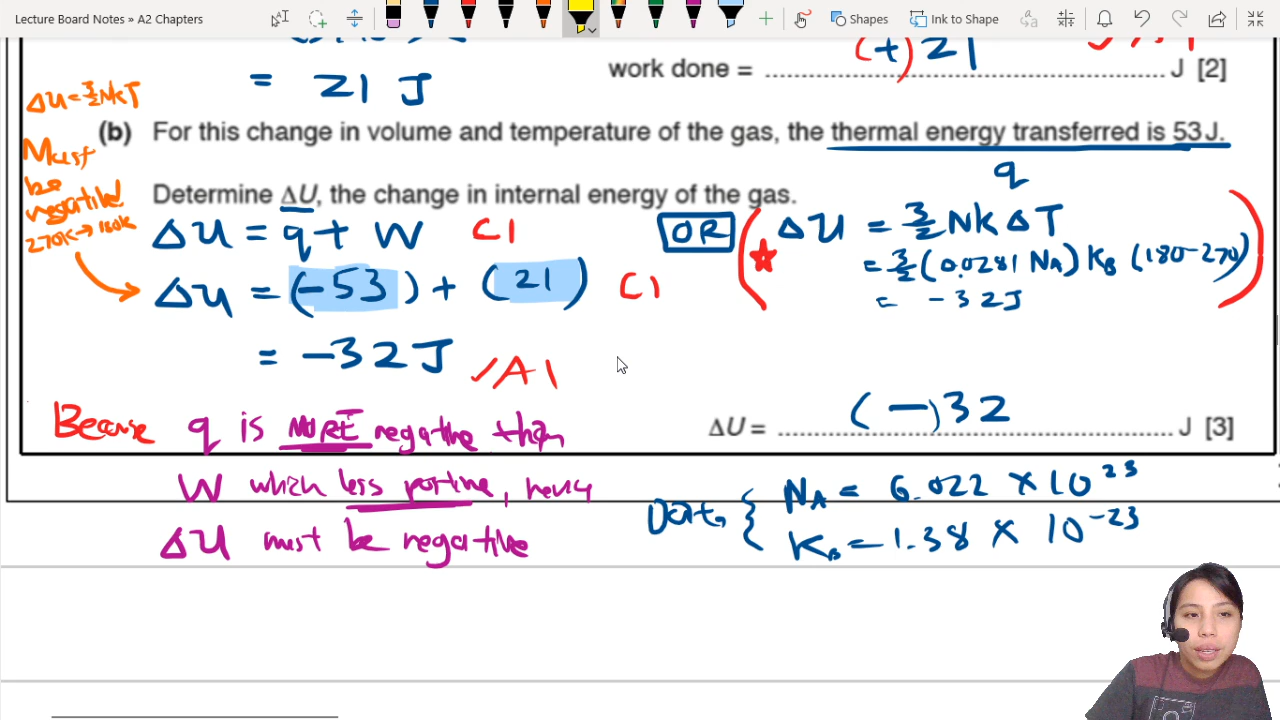 Lecture Board Notes » A2 Chapters
Shapes
Ink to Shape
= 21 J
work done = (+) 21 J [2]
ΔU = 3/2 NkT
Must be negative!
270K → 180K
(b) For this change in volume and temperature of the gas, the thermal energy transferred is 53 J.
q
Determine ΔU, the change in internal energy of the gas.
ΔU = q + W C1
ΔU = (-53) + (21) C1
= -32 J ✓A1
OR
★ ΔU = 3/2 Nk ΔT
= 3/2 (0.0281 NA) KB (180-270)
= -32J
ΔU = (-)32 J [3]
Because q is MORE negative than
W which less positive, hence
ΔU must be negative
Data { NA = 6.022 × 10^23
KB = 1.38 × 10^-23